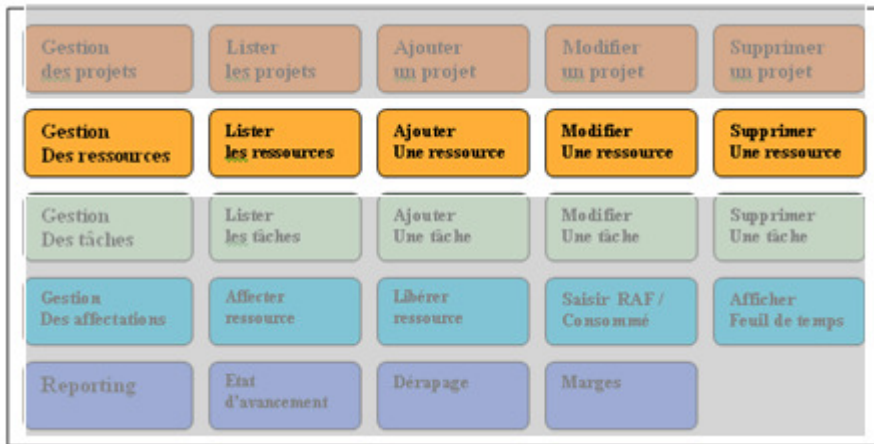 Gestion
des projets
Lister
les projets
Ajouter
un projet
Modifier
un projet
Supprimer
un projet
Gestion
Des ressources
Lister
les ressources
Ajouter
Une ressource
Modifier
Une ressource
Supprimer
Une ressource
Gestion
Des tâches
Lister
les tâches
Ajouter
Une tâche
Modifier
Une tâche
Supprimer
Une tâche
Gestion
Des affectations
Affecter
ressource
Libérer
ressource
Saisir RAF /
Consommé
Afficher
Feuil de temps
Reporting
Etat
d'avancement
Dérapage
Marges